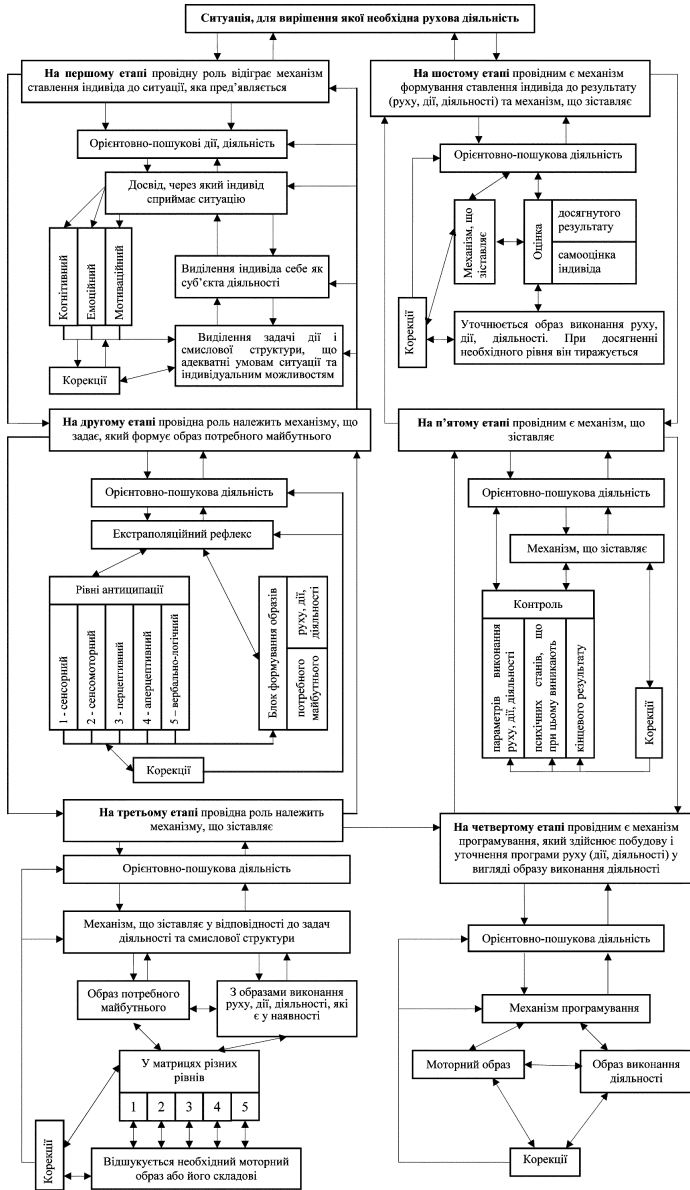 Ситуація, для вирішення якої необхідна рухова діяльність
На першому етапі провідну роль відіграє механізм
ставлення індивіда до ситуації, яка пред’являється
Орієнтовно-пошукові дії, діяльність
Досвід, через який індивід
сприймає ситуацію
Когнітивний
Емоційний
Мотиваційний
Виділення індивіда себе як
суб’єкта діяльності
Виділення задачі дії і
смислової структури, що
адекватні умовам ситуації та
індивідуальним можливостям
Корекції
На другому етапі провідна роль належить механізму, що
задає, який формує образ потребного майбутнього
Орієнтовно-пошукова діяльність
Екстраполяційний рефлекс
Рівні антиципації
1 - сенсорний
2 - сенсомоторний
3 - перцептивний
4 - аперцептивний
5 – вербально-логічний
Блок формування образів
руху, дії,
діяльності
потребного
майбутнього
Корекції
На третьому етапі провідна роль належить
механізму, що зіставляє
Орієнтовно-пошукова діяльність
Механізм, що зіставляє у відповідності до задач
діяльності та смислової структури
Образ потребного
майбутнього
З образами виконання
руху, дії, діяльності, які
є у наявності
У матрицях різних
рівнів
1 2 3 4 5
Корекції
Відшукується необхідний моторний
образ або його складові
На шостому етапі провідним є механізм
формування ставлення індивіда до результату
(руху, дії, діяльності) та механізм, що зіставляє
Орієнтовно-пошукова діяльність
Механізм, що
зіставляє
Оцінка
досягнутого
результату
самооцінка
індивіда
Корекції
Уточнюється образ виконання руху,
дії, діяльності. При досягненні
необхідного рівня він тиражується
На п’ятому етапі провідним є механізм, що
зіставляє
Орієнтовно-пошукова діяльність
Механізм, що зіставляє
Контроль
параметрів виконання
руху, дії, діяльності
психічних станів, що
при цьому виникають
кінцевого результату
Корекції
На четвертому етапі провідним є механізм
програмування, який здійснює побудову і
уточнення програми руху (дії, діяльності) у
вигляді образу виконання діяльності
Орієнтовно-пошукова діяльність
Механізм програмування
Моторний образ
Образ виконання
діяльності
Корекції